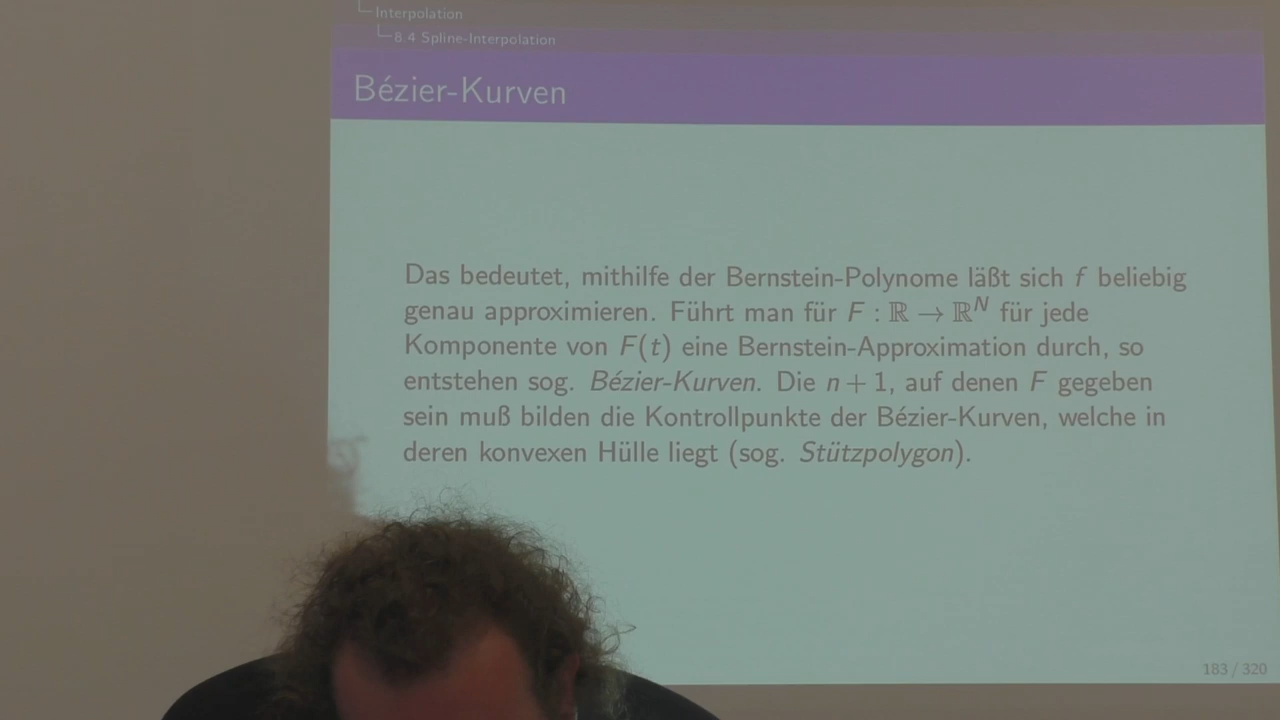 Interpolation
8.4 Spline-Interpolation
Bézier-Kurven
Das bedeutet, mithilfe der Bernstein-Polynome läßt sich f beliebig
genau approximieren. Führt man für F : ℝ → ℝᴺ für jede
Komponente von F(t) eine Bernstein-Approximation durch, so
entstehen sog. Bézier-Kurven. Die n + 1, auf denen F gegeben
sein muß bilden die Kontrollpunkte der Bézier-Kurven, welche in
deren konvexen Hülle liegt (sog. Stützpolygon).
183 / 320